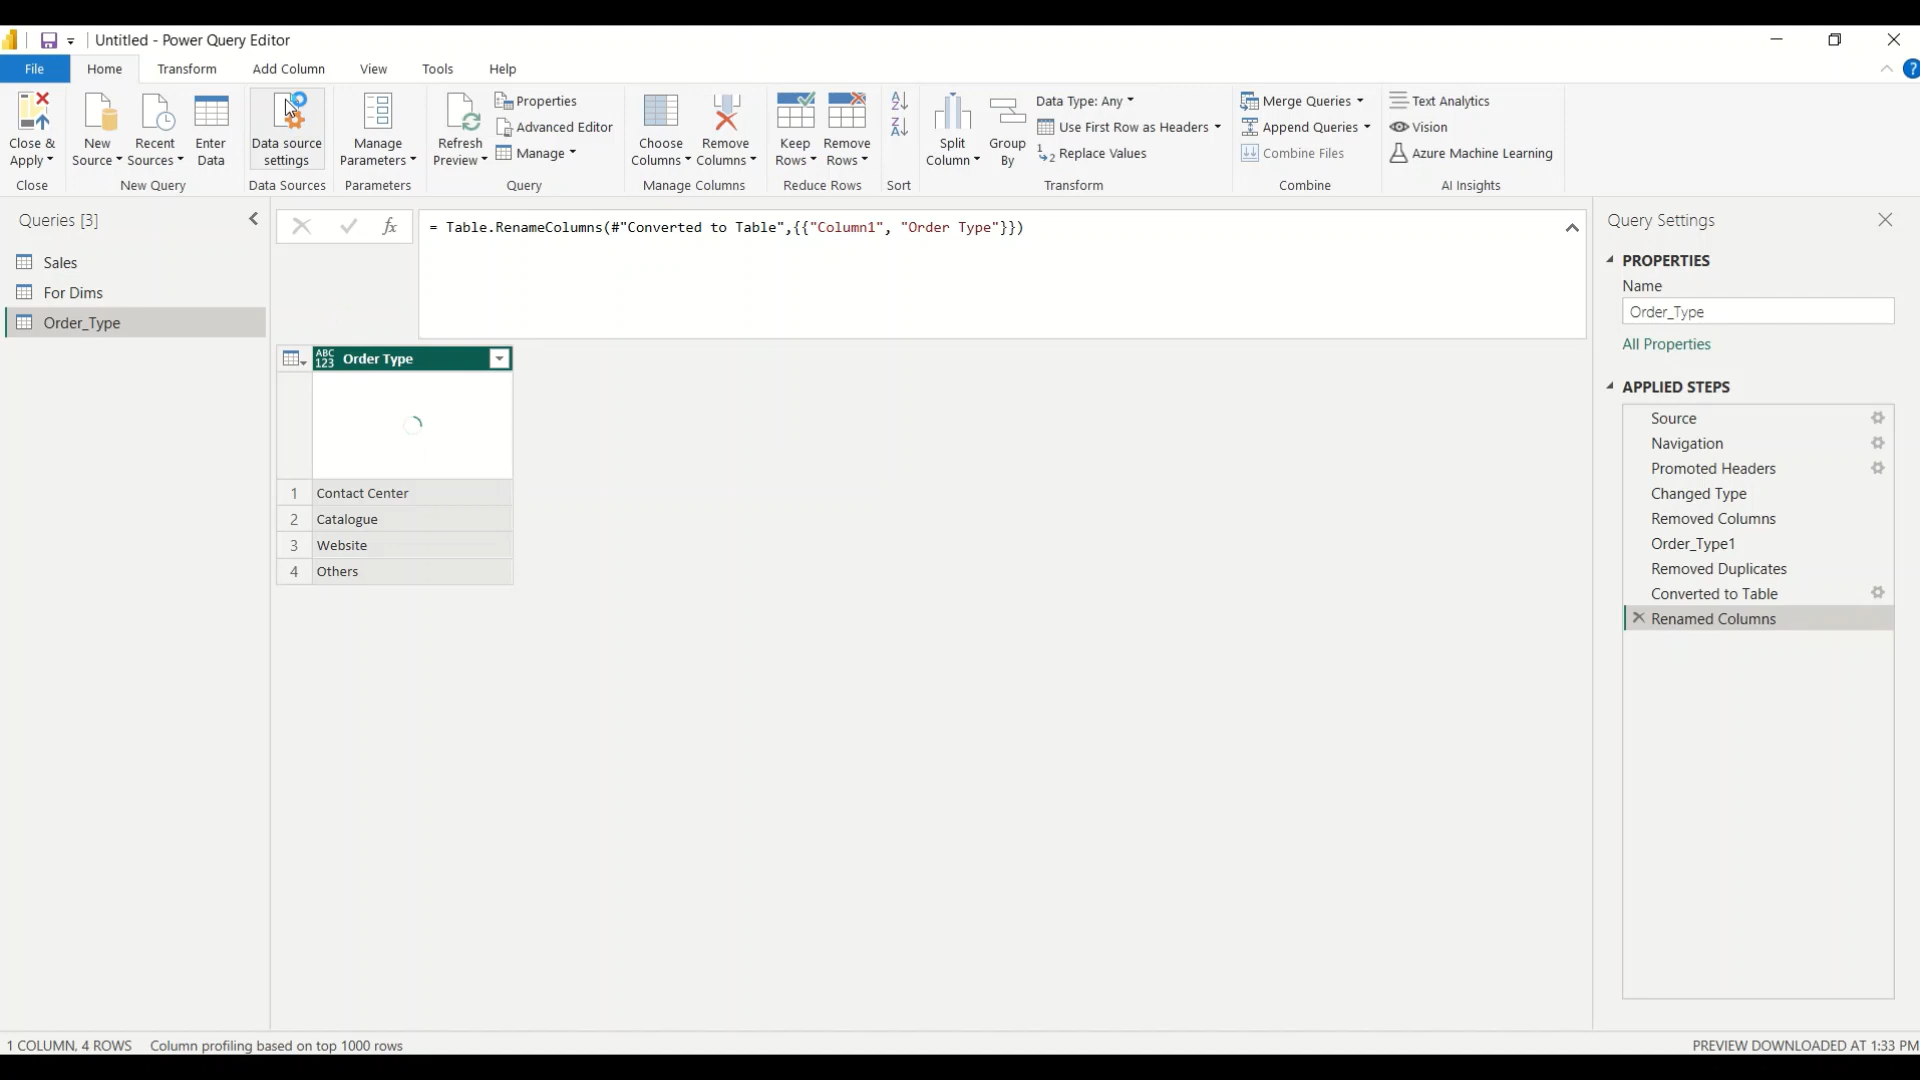 Untitled - Power Query Editor
File Home Transform Add Column View Tools Help
Close & Apply
New Source
Recent Sources
Enter Data
Data source settings
Manage Parameters
Refresh Preview
Properties
Advanced Editor
Manage
Choose Columns
Remove Columns
Keep Rows
Remove Rows
A Z
Z A
Split Column
Group By
Data Type: Any
Use First Row as Headers
1 2 Replace Values
Merge Queries
Append Queries
Combine Files
Text Analytics
Vision
Azure Machine Learning
Close New Query Data Sources Parameters Query Manage Columns Reduce Rows Sort Transform Combine AI Insights
Queries [3]
Sales
For Dims
Order_Type
fx = Table.RenameColumns(#"Converted to Table",{{"Column1", "Order Type"}})
ABC 123 Order Type
1 Contact Center
2 Catalogue
3 Website
4 Others
Query Settings
PROPERTIES
Name
Order_Type
All Properties
APPLIED STEPS
Source
Navigation
Promoted Headers
Changed Type
Removed Columns
Order_Type1
Removed Duplicates
Converted to Table
Renamed Columns
1 COLUMN, 4 ROWS Column profiling based on top 1000 rows PREVIEW DOWNLOADED AT 1:33 PM